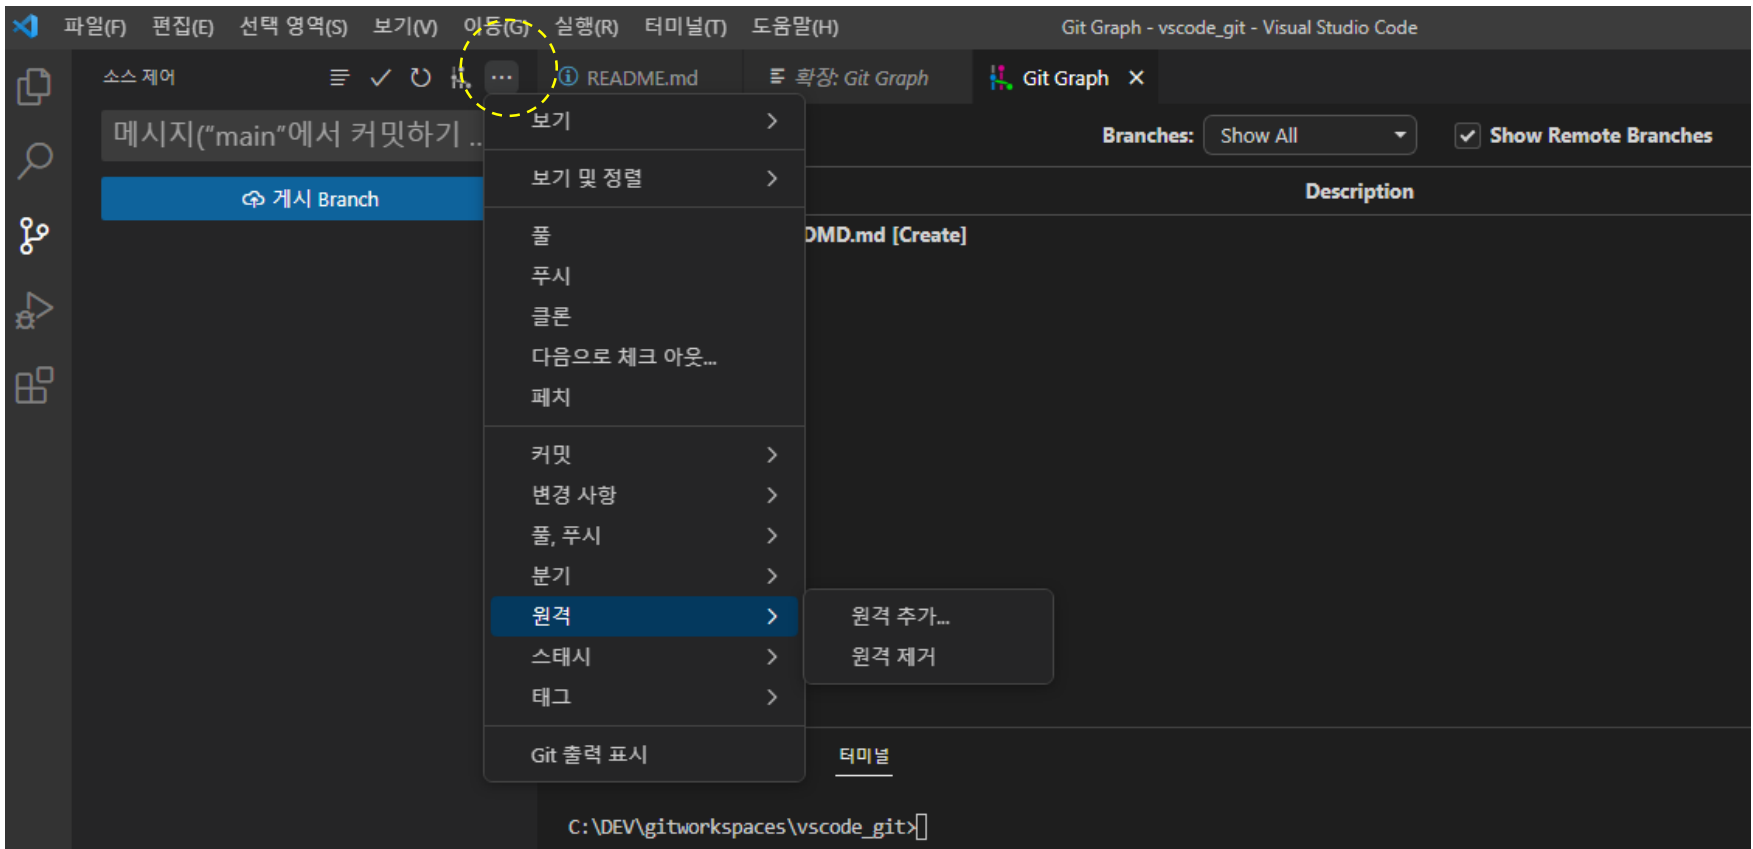 파일(F) 편집(E) 선택 영역(S) 보기(V) 이동(G) 실행(R) 터미널(T) 도움말(H) Git Graph - vscode_git - Visual Studio Code
소스 제어 README.md 확장: Git Graph Git Graph
메시지("main"에서 커밋하기 ...
게시 Branch
보기
보기 및 정렬
풀
푸시
클론
다음으로 체크 아웃...
페치
커밋
변경 사항
풀, 푸시
분기
원격
스태시
태그
Git 출력 표시
원격 추가...
원격 제거
Branches: Show All Show Remote Branches
Description
DMD.md [Create]
터미널
C:\DEV\gitworkspaces\vscode_git>